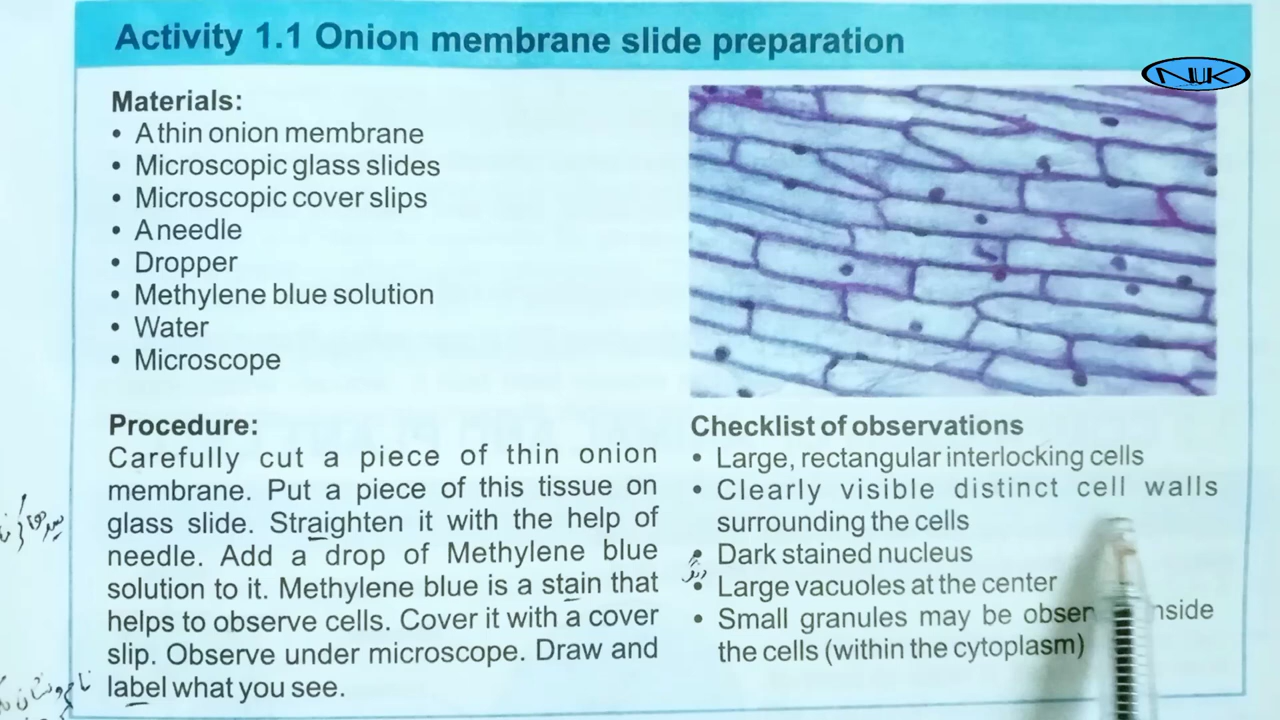 Activity 1.1 Onion membrane slide preparation
NUK
Materials:
• A thin onion membrane
• Microscopic glass slides
• Microscopic cover slips
• A needle
• Dropper
• Methylene blue solution
• Water
• Microscope
Procedure:
Carefully cut a piece of thin onion
membrane. Put a piece of this tissue on
glass slide. Straighten it with the help of
needle. Add a drop of Methylene blue
solution to it. Methylene blue is a stain that
helps to observe cells. Cover it with a cover
slip. Observe under microscope. Draw and
label what you see.
Checklist of observations
• Large, rectangular interlocking cells
• Clearly visible distinct cell walls
surrounding the cells
• Dark stained nucleus
• Large vacuoles at the center
• Small granules may be
the cells (within the cytoplasm)